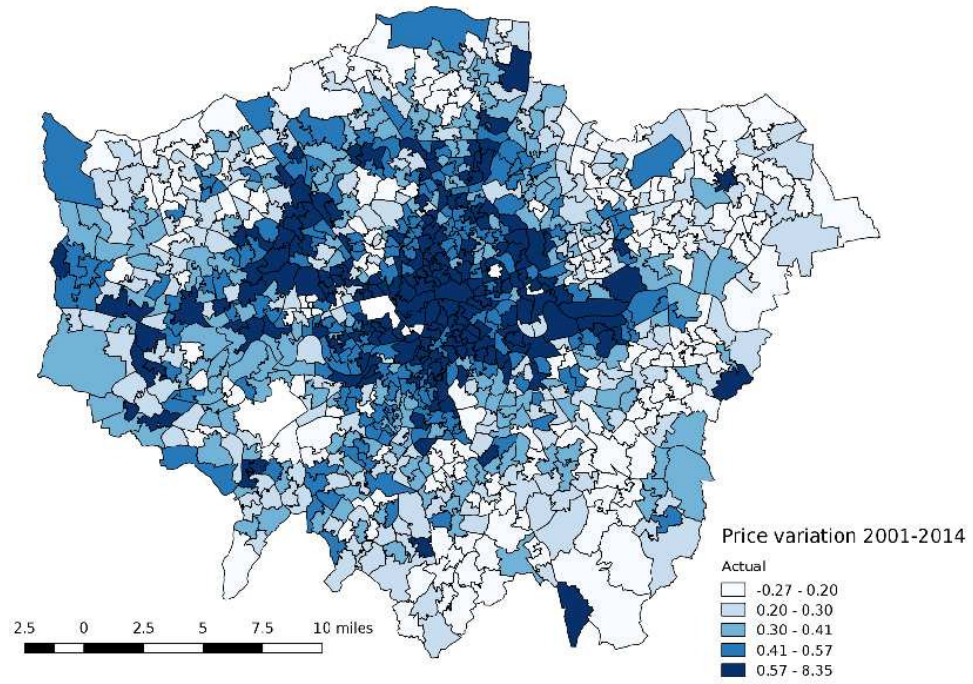 Price variation 2001-2014
Actual
-0.27 - 0.20
0.20 - 0.30
0.30 - 0.41
0.41 - 0.57
0.57 - 8.35
2.5 0 2.5 5 7.5 10 miles